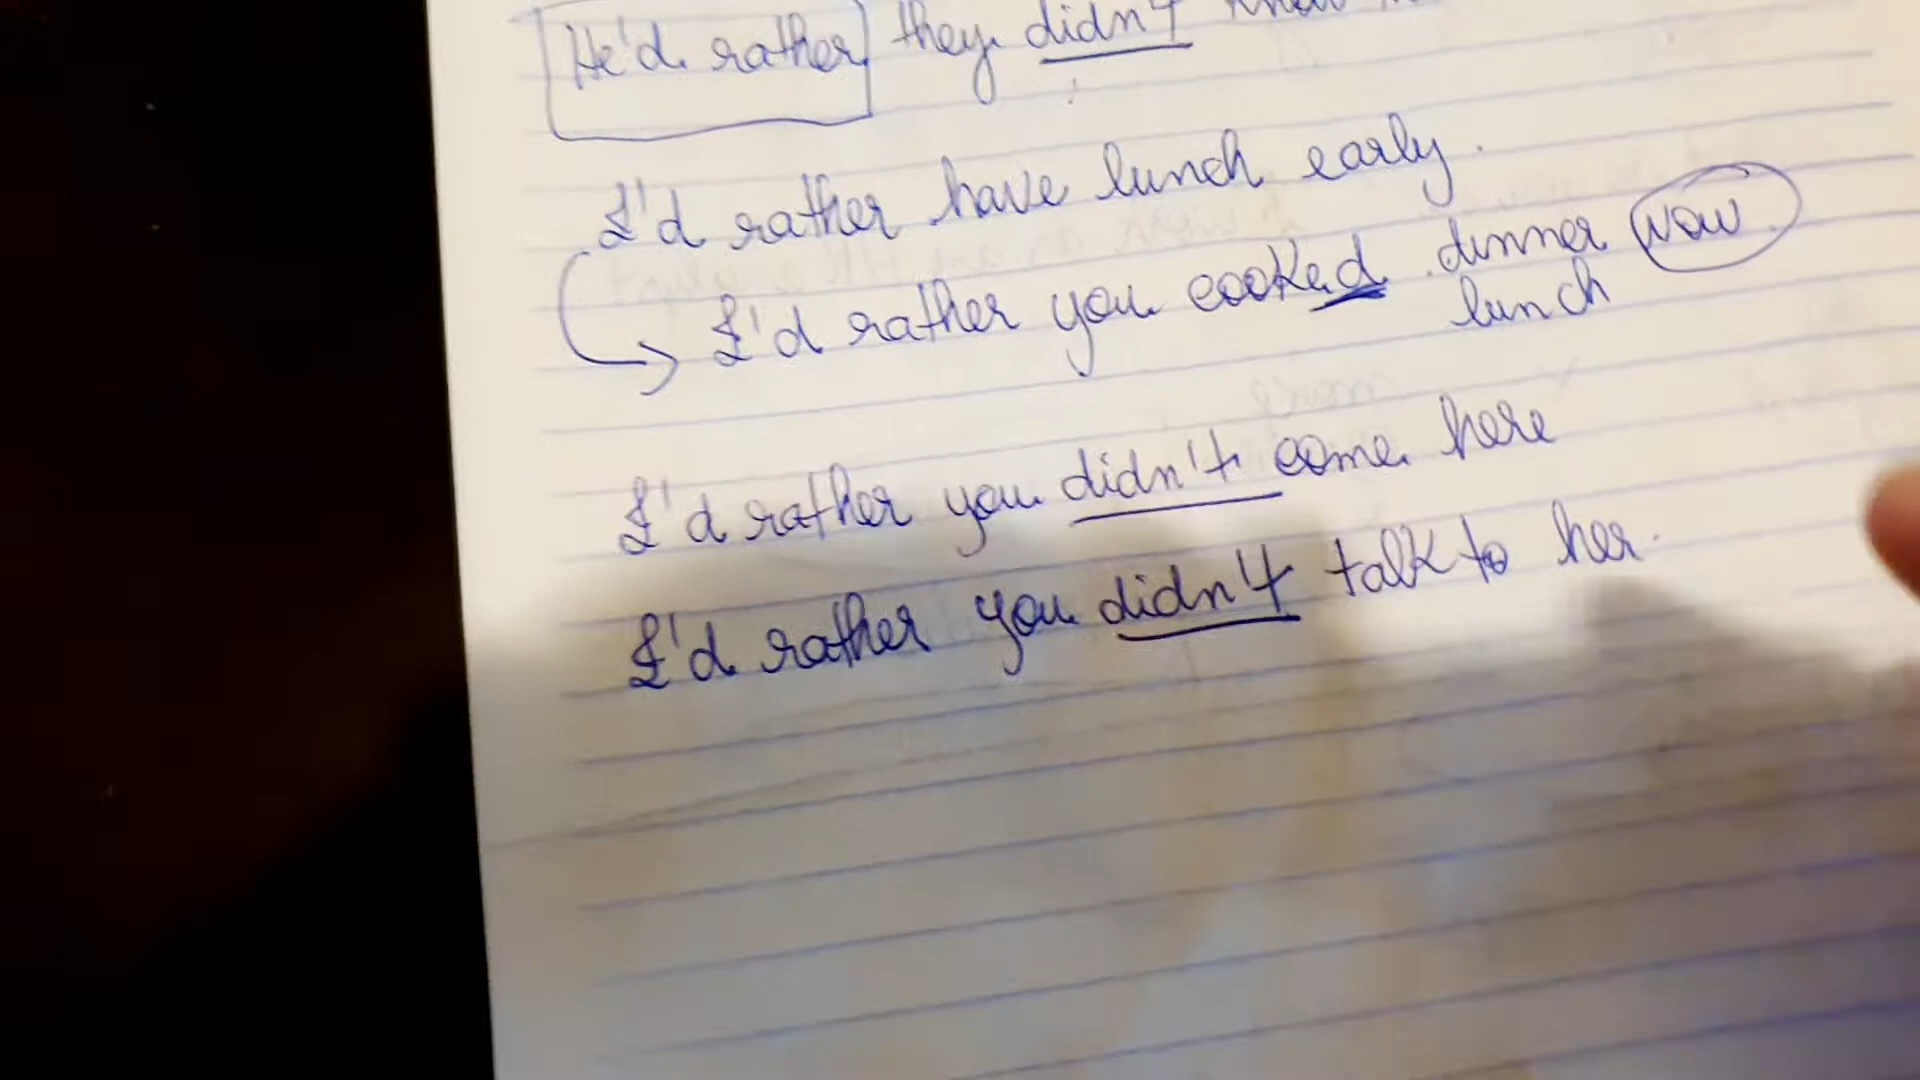 He'd rather they didn't know
I'd rather have lunch early.
I'd rather you cooked dinner now.
lunch
I'd rather you didn't come here
I'd rather you didn't talk to her.